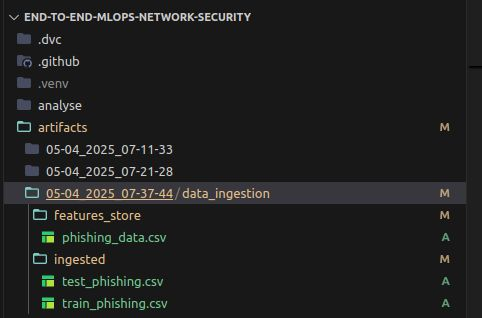 END-TO-END-MLOPS-NETWORK-SECURITY
.dvc
.github
.venv
analyse
artifacts M
05-04_2025_07-11-33
05-04_2025_07-21-28
05-04_2025_07-37-44/data_ingestion M
features_store M
phishing_data.csv A
ingested M
test_phishing.csv A
train_phishing.csv A